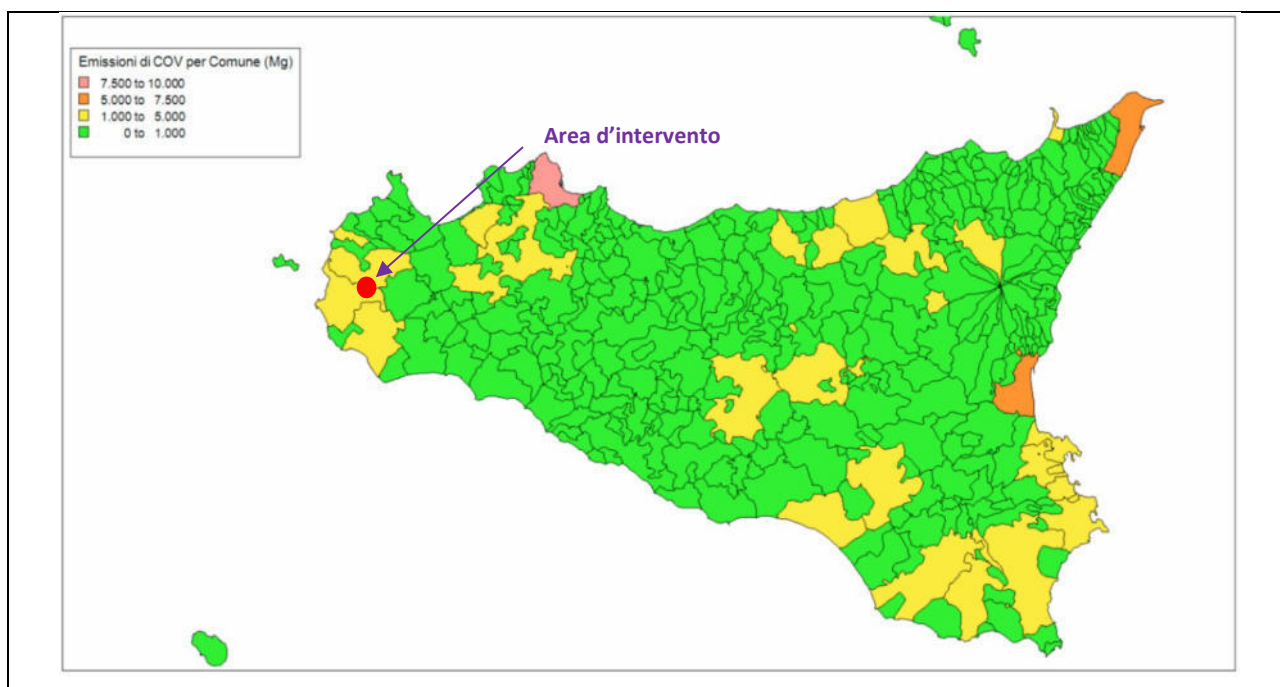 Emissioni di COV per Comune (Mg)
7.500 to 10.000
5.000 to 7.500
1.000 to 5.000
0 to 1.000
Area d’intervento